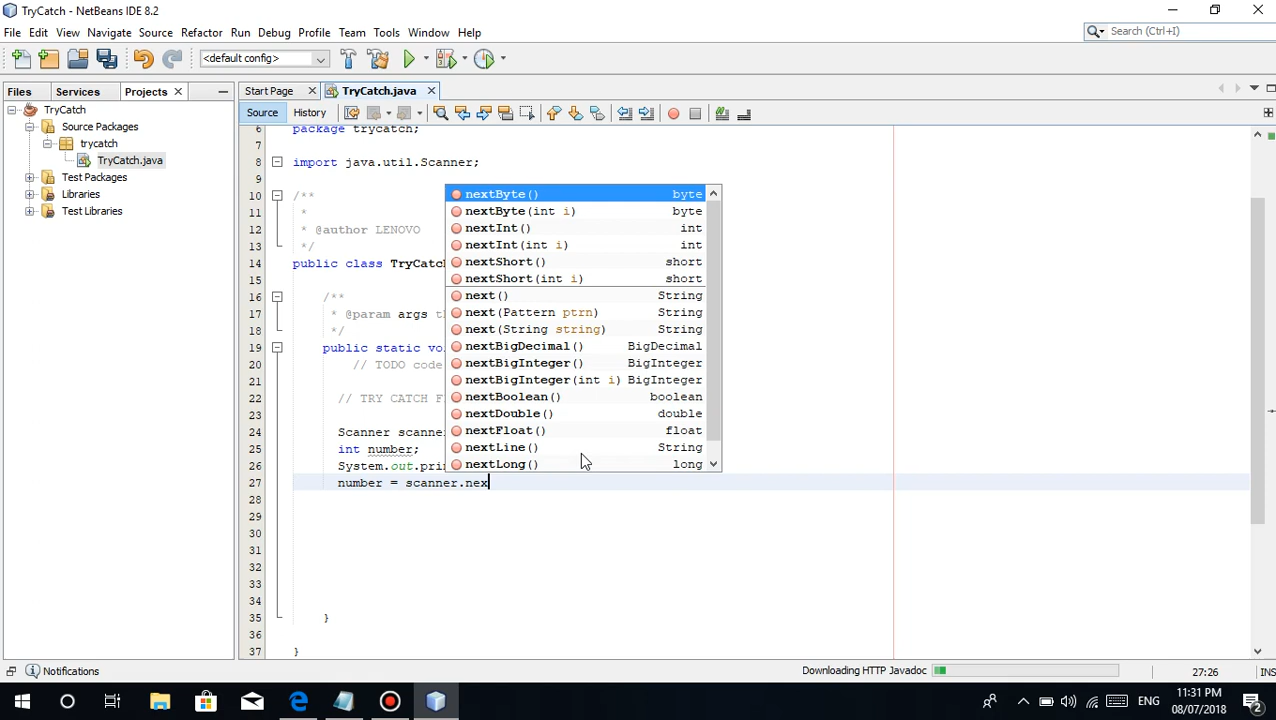 TryCatch - NetBeans IDE 8.2
File Edit View Navigate Source Refactor Run Debug Profile Team Tools Window Help
Search (Ctrl+I)
<default config>
Files Services Projects
Start Page TryCatch.java
Source History
TryCatch
Source Packages
trycatch
TryCatch.java
Test Packages
Libraries
Test Libraries
6 package trycatch;
7
8 import java.util.Scanner;
9
10 /**
11 *
12 * @author LENOVO
13 */
14 public class TryCatch
15
16 /**
17 * @param args th
18 */
19 public static voi
20 // TODO code
21
22 // TRY CATCH F
23
24 Scanner scanner
25 int number;
26 System.out.prin
27 number = scanner.nex
28
29
30
31
32
33
34
35 }
36
37 }
nextByte() byte
nextByte(int i) byte
nextInt() int
nextInt(int i) int
nextShort() short
nextShort(int i) short
next() String
next(Pattern ptrn) String
next(String string) String
nextBigDecimal() BigDecimal
nextBigInteger() BigInteger
nextBigInteger(int i) BigInteger
nextBoolean() boolean
nextDouble() double
nextFloat() float
nextLine() String
nextLong() long
Notifications
Downloading HTTP Javadoc
27:26 INS
ENG
11:31 PM
08/07/2018
2